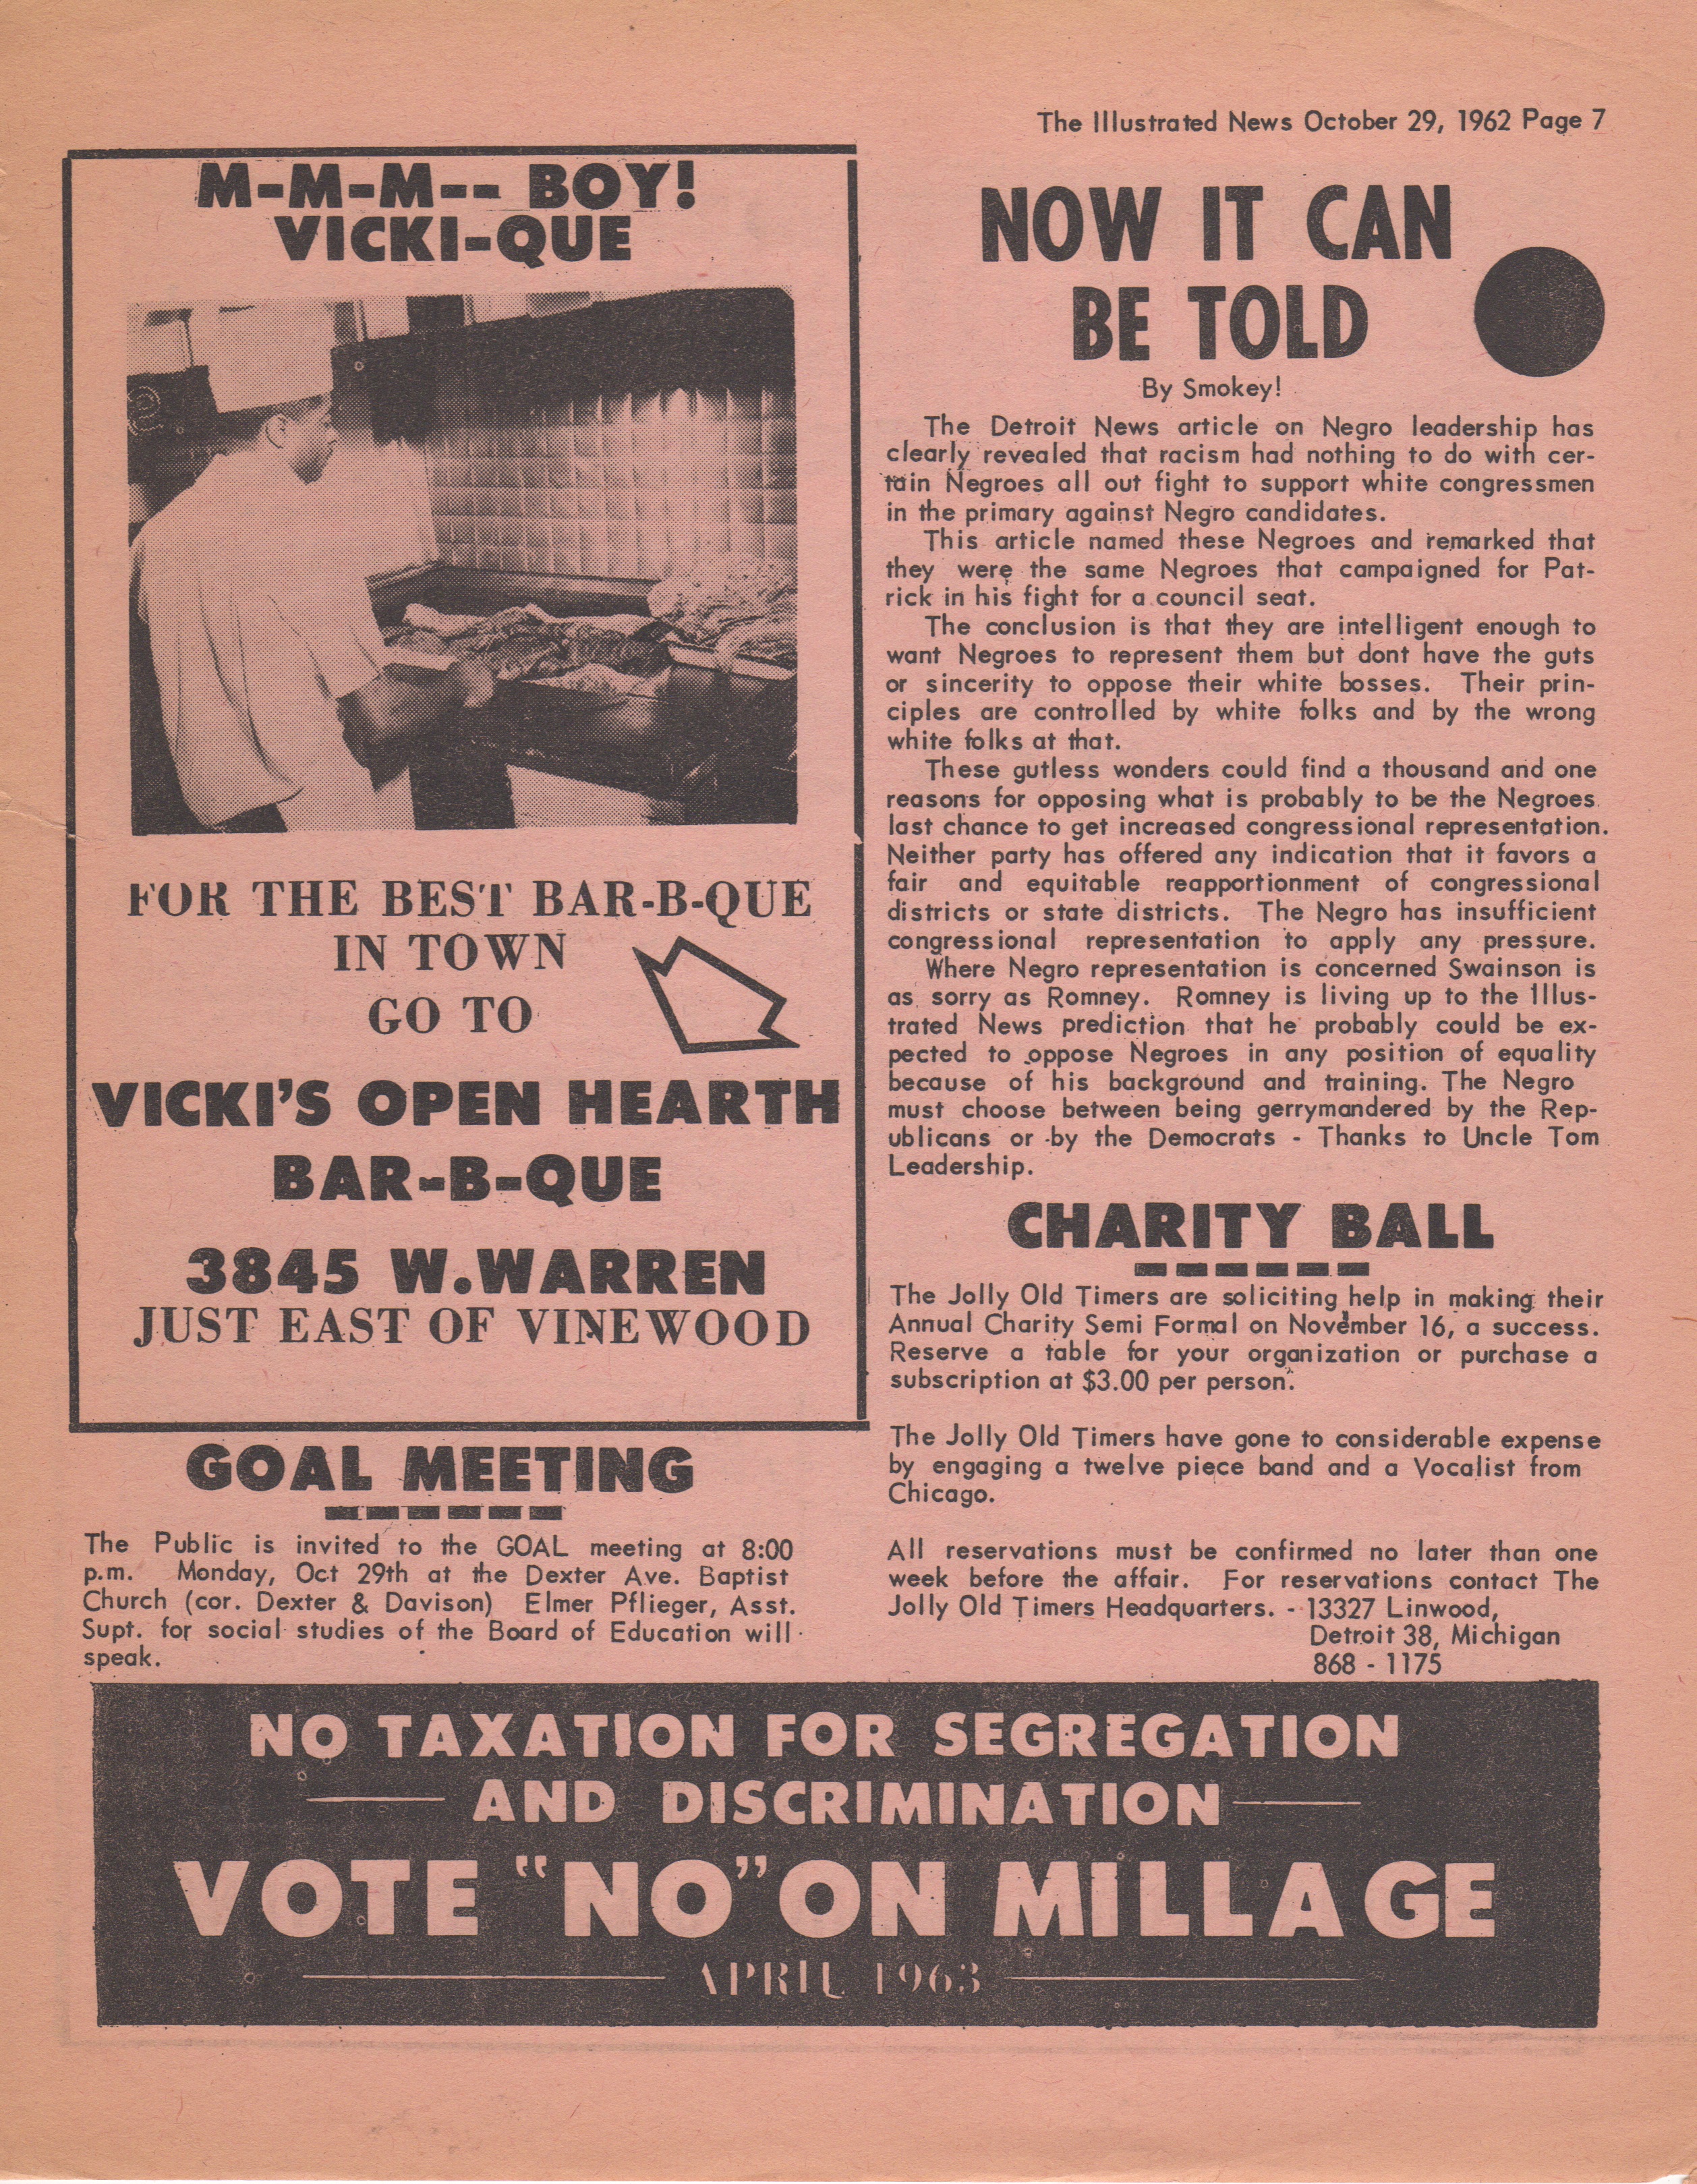 The Illustrated News October 29, 1962 Page 7
M-M-M-- BOY!
VICKI-QUE
FOR THE BEST BAR-B-QUE
IN TOWN
GO TO
VICKI'S OPEN HEARTH
BAR-B-QUE
3845 W.WARREN
JUST EAST OF VINEWOOD
GOAL MEETING
The Public is invited to the GOAL meeting at 8:00
p.m. Monday, Oct 29th at the Dexter Ave. Baptist
Church (cor. Dexter & Davison) Elmer Pflieger, Asst.
Supt. for social studies of the Board of Education will
speak.
NOW IT CAN
BE TOLD
By Smokey!
The Detroit News article on Negro leadership has
clearly revealed that racism had nothing to do with cer-
tain Negroes all out fight to support white congressmen
in the primary against Negro candidates.
This article named these Negroes and remarked that
they were the same Negroes that campaigned for Pat-
rick in his fight for a council seat.
The conclusion is that they are intelligent enough to
want Negroes to represent them but dont have the guts
or sincerity to oppose their white bosses. Their prin-
ciples are controlled by white folks and by the wrong
white folks at that.
These gutless wonders could find a thousand and one
reasons for opposing what is probably to be the Negroes
last chance to get increased congressional representation.
Neither party has offered any indication that it favors a
fair and equitable reapportionment of congressional
districts or state districts. The Negro has insufficient
congressional representation to apply any pressure.
Where Negro representation is concerned Swainson is
as sorry as Romney. Romney is living up to the Illus-
trated News prediction that he probably could be ex-
pected to oppose Negroes in any position of equality
because of his background and training. The Negro
must choose between being gerrymandered by the Rep-
ublicans or by the Democrats - Thanks to Uncle Tom
Leadership.
CHARITY BALL
The Jolly Old Timers are soliciting help in making their
Annual Charity Semi Formal on November 16, a success.
Reserve a table for your organization or purchase a
subscription at $3.00 per person.
The Jolly Old Timers have gone to considerable expense
by engaging a twelve piece band and a Vocalist from
Chicago.
All reservations must be confirmed no later than one
week before the affair. For reservations contact The
Jolly Old Timers Headquarters. - 13327 Linwood,
Detroit 38, Michigan
868 - 1175
NO TAXATION FOR SEGREGATION
AND DISCRIMINATION
VOTE "NO" ON MILLAGE
APRIL 1963